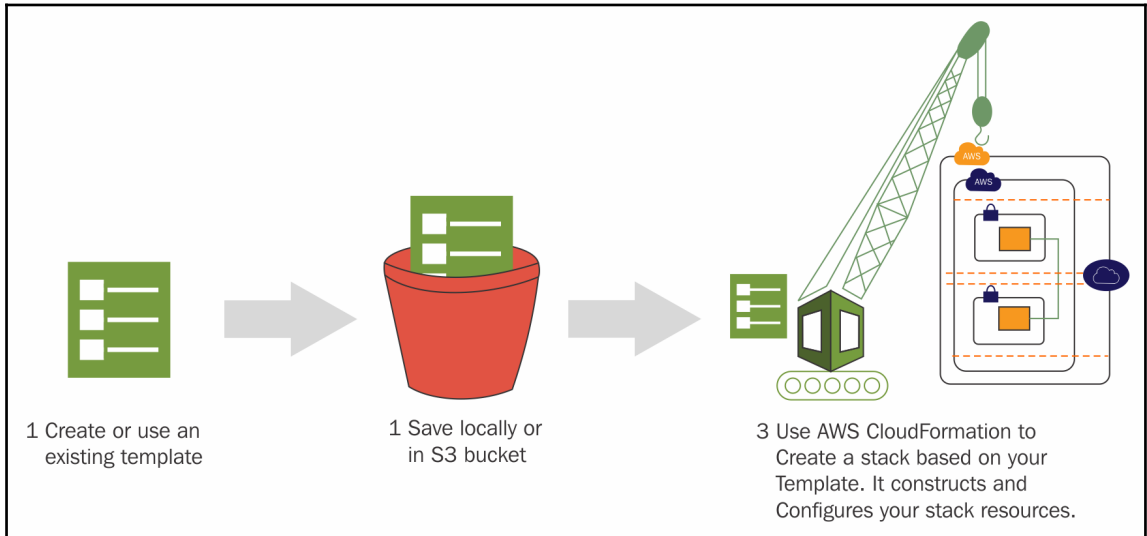 AWS
AWS
1 Create or use an
existing template
1 Save locally or
in S3 bucket
3 Use AWS CloudFormation to
Create a stack based on your
Template. It constructs and
Configures your stack resources.